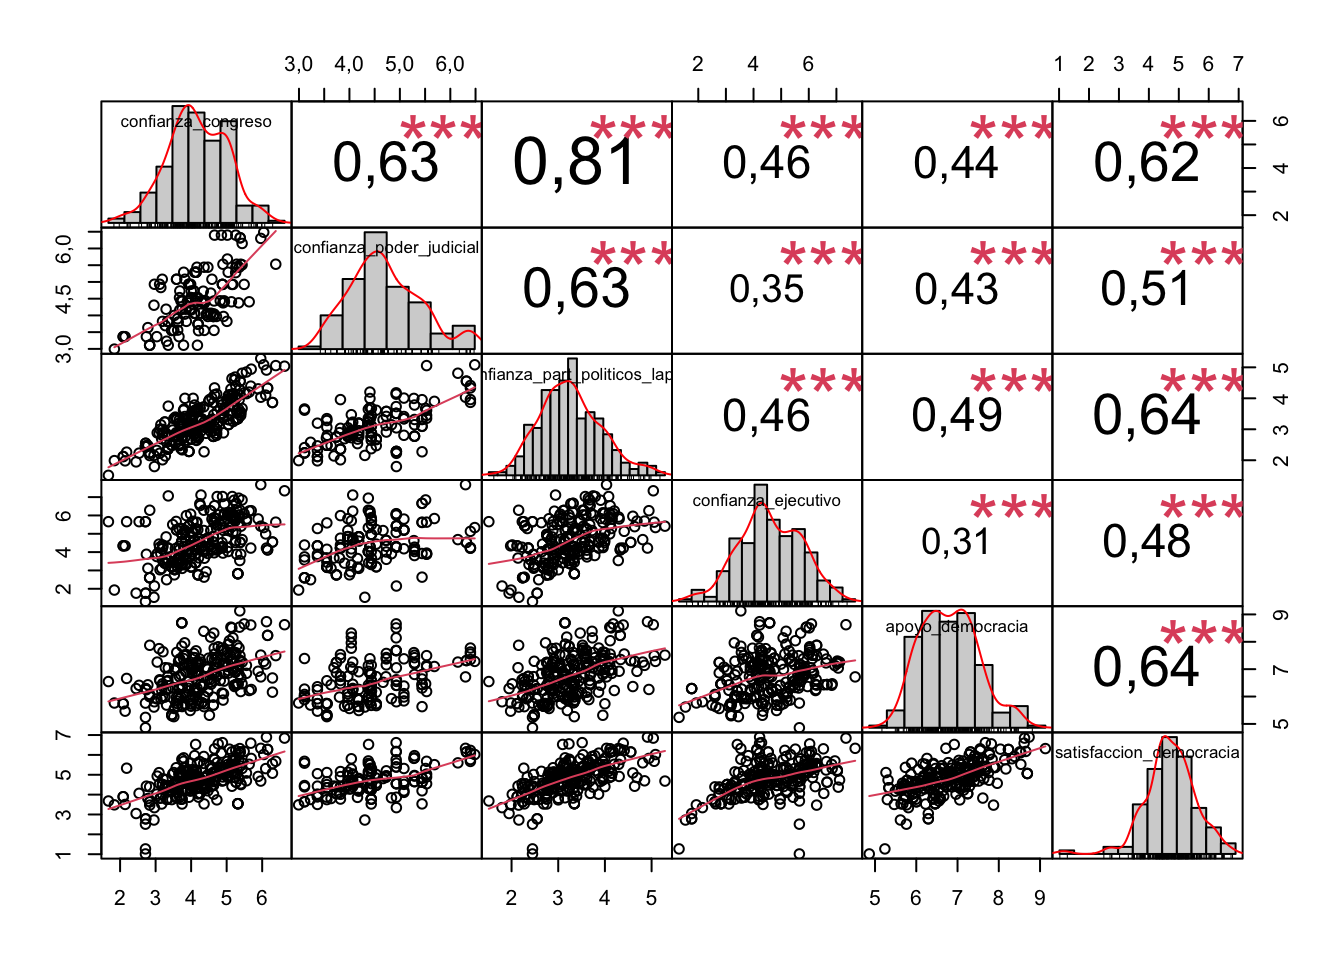 3,0 4,0 5,0 6,0 2 4 6 1 2 3 4 5 6 7
confianza_congreso 0,63 *** 0,81 *** 0,46 *** 0,44 *** 0,62 *** 2 4 6
3,0 4,5 6,0 confianza_poder_judicial 0,63 *** 0,35 *** 0,43 *** 0,51 ***
nfianza_part_politicos_lap 0,46 *** 0,49 *** 0,64 *** 2 3 4 5
2 4 6 confianza_ejecutivo 0,31 *** 0,48 ***
apoyo_democracia 0,64 *** 5 7 9
1 3 5 7 satisfaccion_democracia
2 3 4 5 6 2 3 4 5 5 6 7 8 9